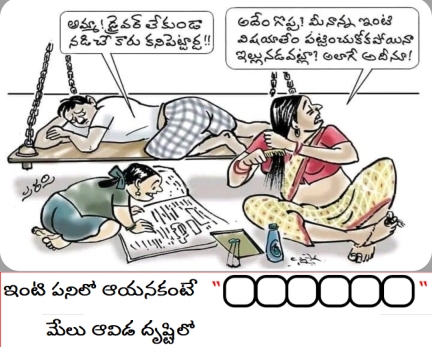 అమ్మా! డ్రైవర్ లేకుండా
నడిచే కారు కనిపెట్టార్ట!!
అదేం గొప్ప! మీనాన్న ఇంటి
విషయాలేం పట్టించుకోకపోయినా
ఇల్లునడవట్లా? అలాగే అదీనూ!
ఇంటి పనిలో ఆయనకంటే " "
మేలు ఆవిడ దృష్టిలో